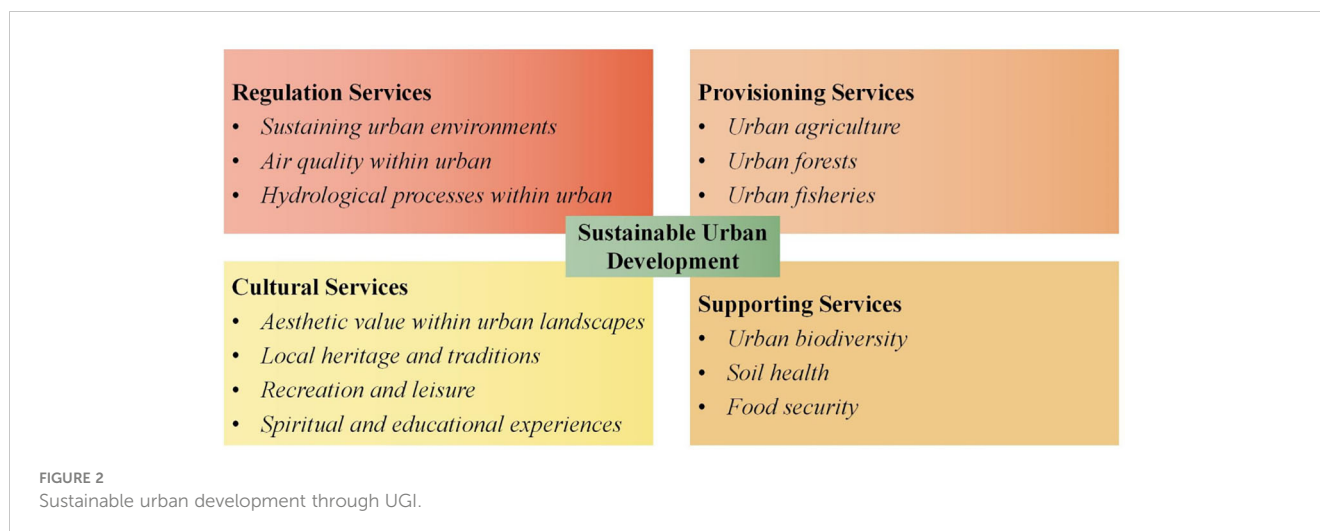 Regulation Services
• Sustaining urban environments
• Air quality within urban
• Hydrological processes within urban
Provisioning Services
• Urban agriculture
• Urban forests
• Urban fisheries
Sustainable Urban
Development
Cultural Services
• Aesthetic value within urban landscapes
• Local heritage and traditions
• Recreation and leisure
• Spiritual and educational experiences
Supporting Services
• Urban biodiversity
• Soil health
• Food security
FIGURE 2
Sustainable urban development through UGI.